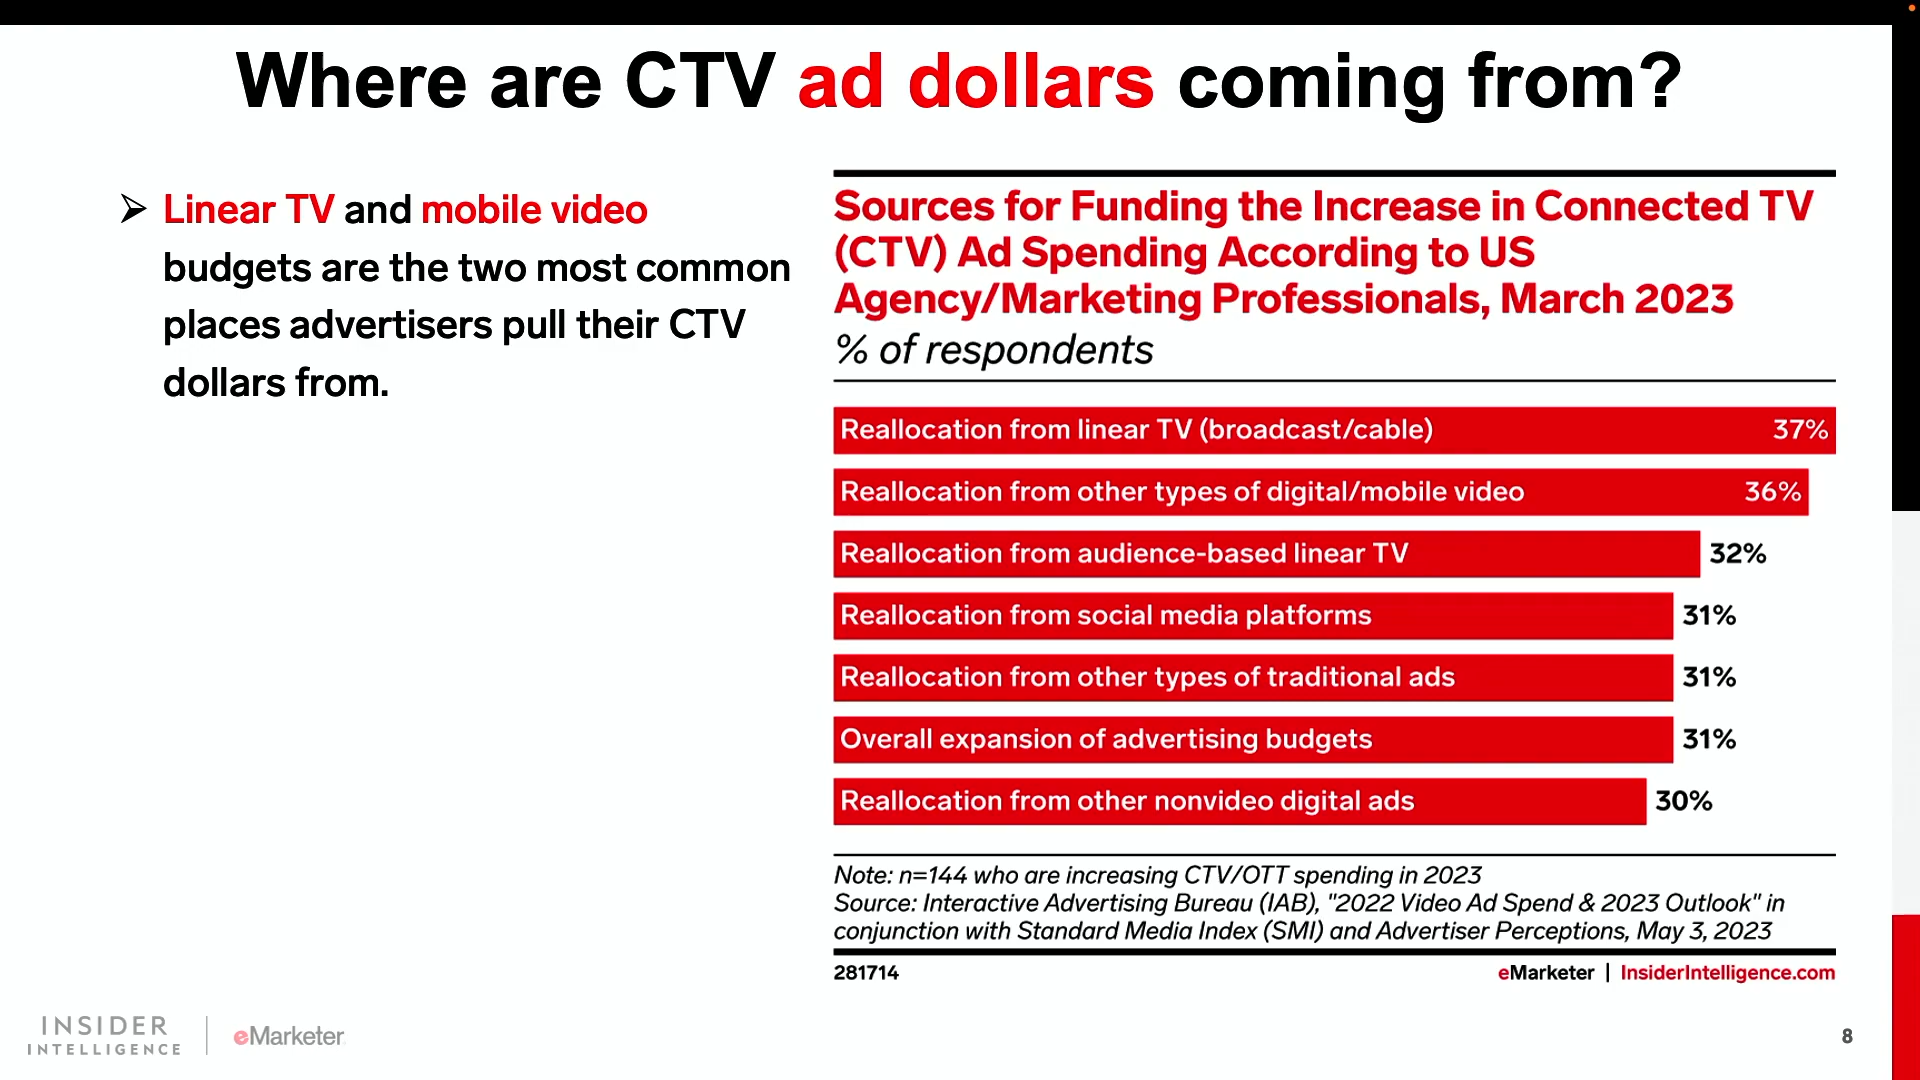 Where are CTV ad dollars coming from?
➢ Linear TV and mobile video
budgets are the two most common
places advertisers pull their CTV
dollars from.
Sources for Funding the Increase in Connected TV
(CTV) Ad Spending According to US
Agency/Marketing Professionals, March 2023
% of respondents
Reallocation from linear TV (broadcast/cable) 37%
Reallocation from other types of digital/mobile video 36%
Reallocation from audience-based linear TV 32%
Reallocation from social media platforms 31%
Reallocation from other types of traditional ads 31%
Overall expansion of advertising budgets 31%
Reallocation from other nonvideo digital ads 30%
Note: n=144 who are increasing CTV/OTT spending in 2023
Source: Interactive Advertising Bureau (IAB), "2022 Video Ad Spend & 2023 Outlook" in
conjunction with Standard Media Index (SMI) and Advertiser Perceptions, May 3, 2023
281714 eMarketer | InsiderIntelligence.com
INSIDER
INTELLIGENCE
eMarketer
8